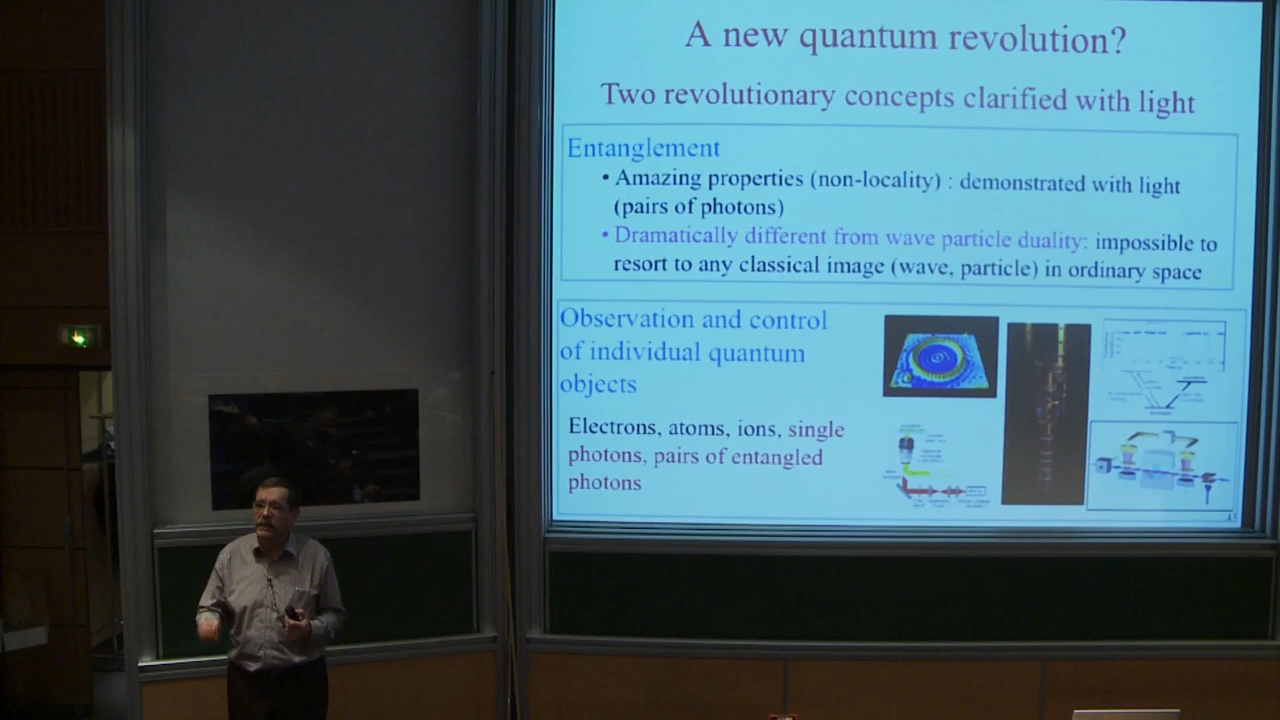 A new quantum revolution?
Two revolutionary concepts clarified with light
Entanglement
• Amazing properties (non-locality) : demonstrated with light
(pairs of photons)
• Dramatically different from wave particle duality: impossible to
resort to any classical image (wave, particle) in ordinary space
Observation and control
of individual quantum
objects
Electrons, atoms, ions, single
photons, pairs of entangled
photons